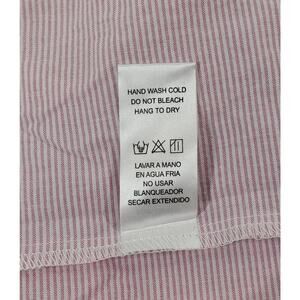 HAND WASH COLD
DO NOT BLEACH
HANG TO DRY
LAVAR A MANO
EN AGUA FRIA
NO USAR
BLANQUEADOR
SECAR EXTENDIDO